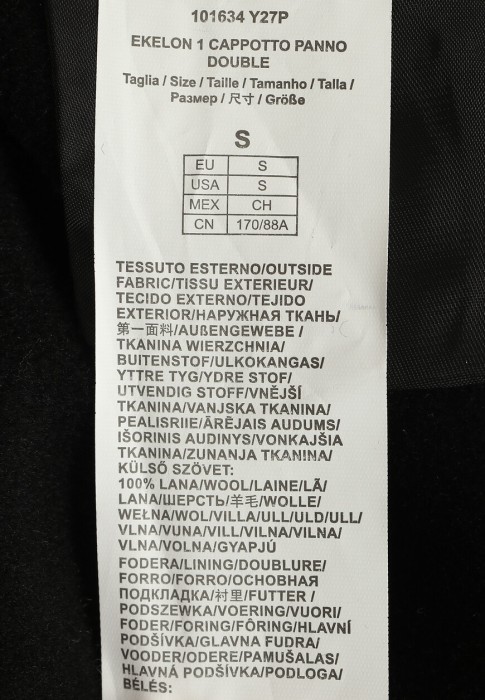 101634 Y27P
EKELON 1 CAPPOTTO PANNO
DOUBLE
Taglia / Size / Taille / Tamanho / Talla /
Размер / 尺寸 / Größe
S
EU S
USA S
MEX CH
CN 170/88A
TESSUTO ESTERNO/OUTSIDE
FABRIC/TISSU EXTERIEUR/
TECIDO EXTERNO/TEJIDO
EXTERIOR/НАРУЖНАЯ ТКАНЬ/
第一面料/AUßENGEWEBE /
TKANINA WIERZCHNIA/
BUITENSTOF/ULKOKANGAS/
YTTRE TYG/YDRE STOF/
UTVENDIG STOFF/VNĚJŠÍ
TKANINA/VANJSKA TKANINA/
PEALISRIIE/ĀRĒJAIS AUDUMS/
IŠORINIS AUDINYS/VONKAJŠIA
TKANINA/ZUNANJA TKANINA/
KÜLSŐ SZÖVET:
100% LANA/WOOL/LAINE/LÃ/
LANA/ШЕРСТЬ/羊毛/WOLLE/
WEŁNA/WOL/VILLA/ULL/ULD/ULL/
VLNA/VUNA/VILL/VILNA/VILNA/
VLNA/VOLNA/GYAPJÚ
FODERA/LINING/DOUBLURE/
FORRO/FORRO/ОСНОВНАЯ
ПОДКЛАДКА/衬里/FUTTER /
PODSZEWKA/VOERING/VUORI/
FODER/FORING/FÔRING/HLAVNÍ
PODŠÍVKA/GLAVNA FUDRA/
VOODER/ODERE/PAMUŠALAS/
HLAVNÁ PODŠÍVKA/PODLOGA/
BÉLÉS: